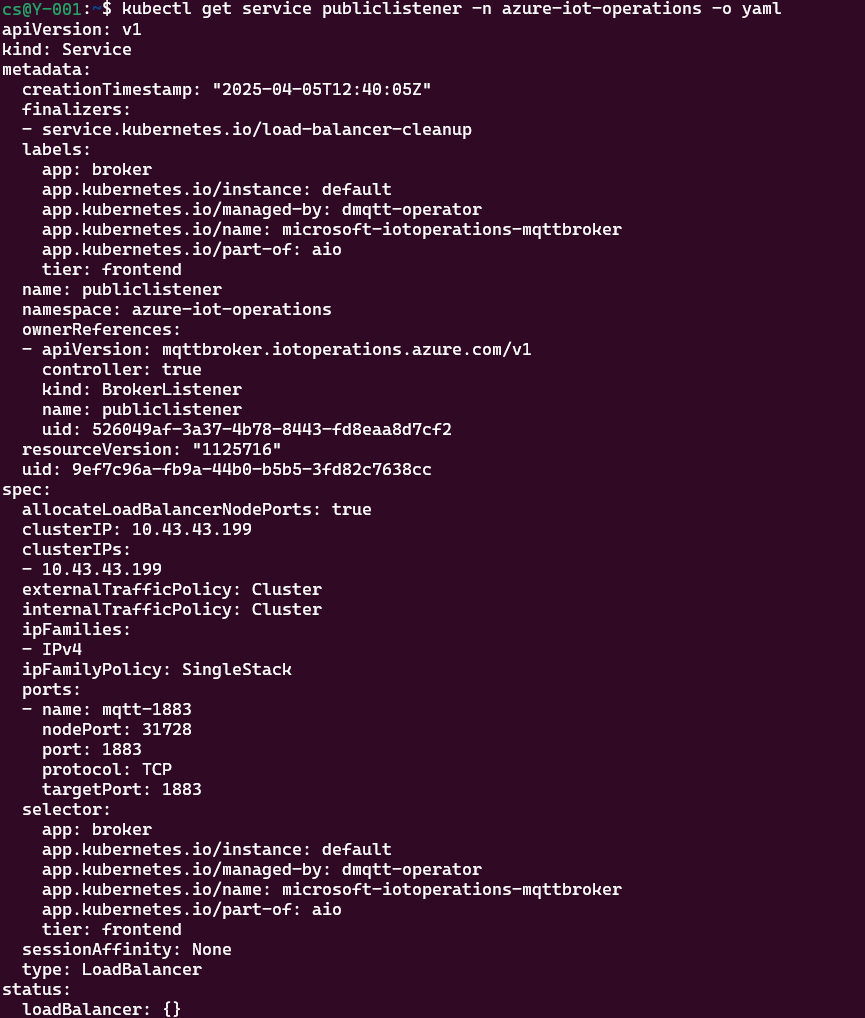 cs@Y-001:~$ kubectl get service publiclistener -n azure-iot-operations -o yaml
apiVersion: v1
kind: Service
metadata:
  creationTimestamp: "2025-04-05T12:40:05Z"
  finalizers:
  - service.kubernetes.io/load-balancer-cleanup
  labels:
    app: broker
    app.kubernetes.io/instance: default
    app.kubernetes.io/managed-by: dmqtt-operator
    app.kubernetes.io/name: microsoft-iotoperations-mqttbroker
    app.kubernetes.io/part-of: aio
    tier: frontend
  name: publiclistener
  namespace: azure-iot-operations
  ownerReferences:
  - apiVersion: mqttbroker.iotoperations.azure.com/v1
    controller: true
    kind: BrokerListener
    name: publiclistener
    uid: 526049af-3a37-4b78-8443-fd8eaa8d7cf2
  resourceVersion: "1125716"
  uid: 9ef7c96a-fb9a-44b0-b5b5-3fd82c7638cc
spec:
  allocateLoadBalancerNodePorts: true
  clusterIP: 10.43.43.199
  clusterIPs:
  - 10.43.43.199
  externalTrafficPolicy: Cluster
  internalTrafficPolicy: Cluster
  ipFamilies:
  - IPv4
  ipFamilyPolicy: SingleStack
  ports:
  - name: mqtt-1883
    nodePort: 31728
    port: 1883
    protocol: TCP
    targetPort: 1883
  selector:
    app: broker
    app.kubernetes.io/instance: default
    app.kubernetes.io/managed-by: dmqtt-operator
    app.kubernetes.io/name: microsoft-iotoperations-mqttbroker
    app.kubernetes.io/part-of: aio
    tier: frontend
  sessionAffinity: None
  type: LoadBalancer
status:
  loadBalancer: {}